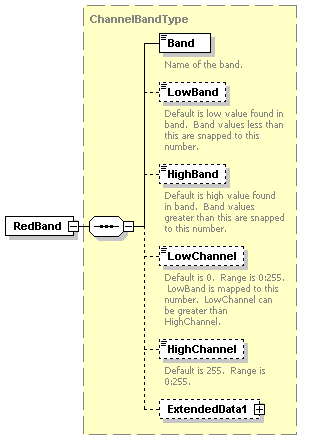 ChannelBandType
Band
Name of the band.
LowBand
Default is low value found in
band. Band values less than
this are snapped to this
number.
HighBand
Default is high value found
in band. Band values
greater than this are snapped
to this number.
RedBand
LowChannel
Default is 0. Range is 0:255.
LowBand is mapped to this
number. LowChannel can
be greater than
HighChannel.
HighChannel
Default is 255. Range is
0:255.
ExtendedData1